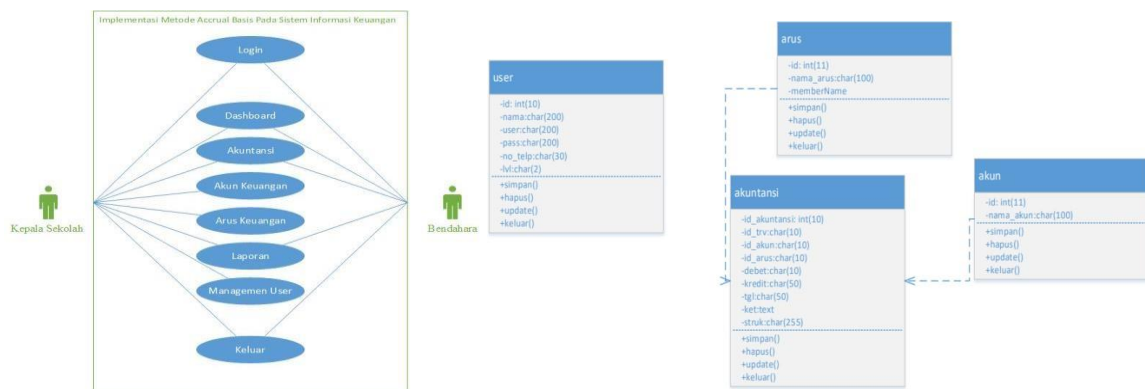 Implementasi Metode Accrual Basis Pada Sistem Informasi Keuangan
Login
Dashboard
Akuntansi
Akun Keuangan
Arus Keuangan
Laporan
Managemen User
Keluar
Kepala Sekolah
Bendahara
user
-id: int(10)
-nama:char(200)
-user:char(200)
-pass:char(200)
-no_telp:char(30)
-lvl:char(2)
+simpan()
+hapus()
+update()
+keluar()
arus
-id: int(11)
-nama_arus:char(100)
-memberName
+simpan()
+hapus()
+update()
+keluar()
akuntansi
-id_akuntansi: int(10)
-id_trv:char(10)
-id_akun:char(10)
-id_arus:char(10)
-debet:char(10)
-kredit:char(50)
-tgl:char(50)
-ket:text
-struk:char(255)
+simpan()
+hapus()
+update()
+keluar()
akun
-id: int(11)
-nama_akun:char(100)
+simpan()
+hapus()
+update()
+keluar()